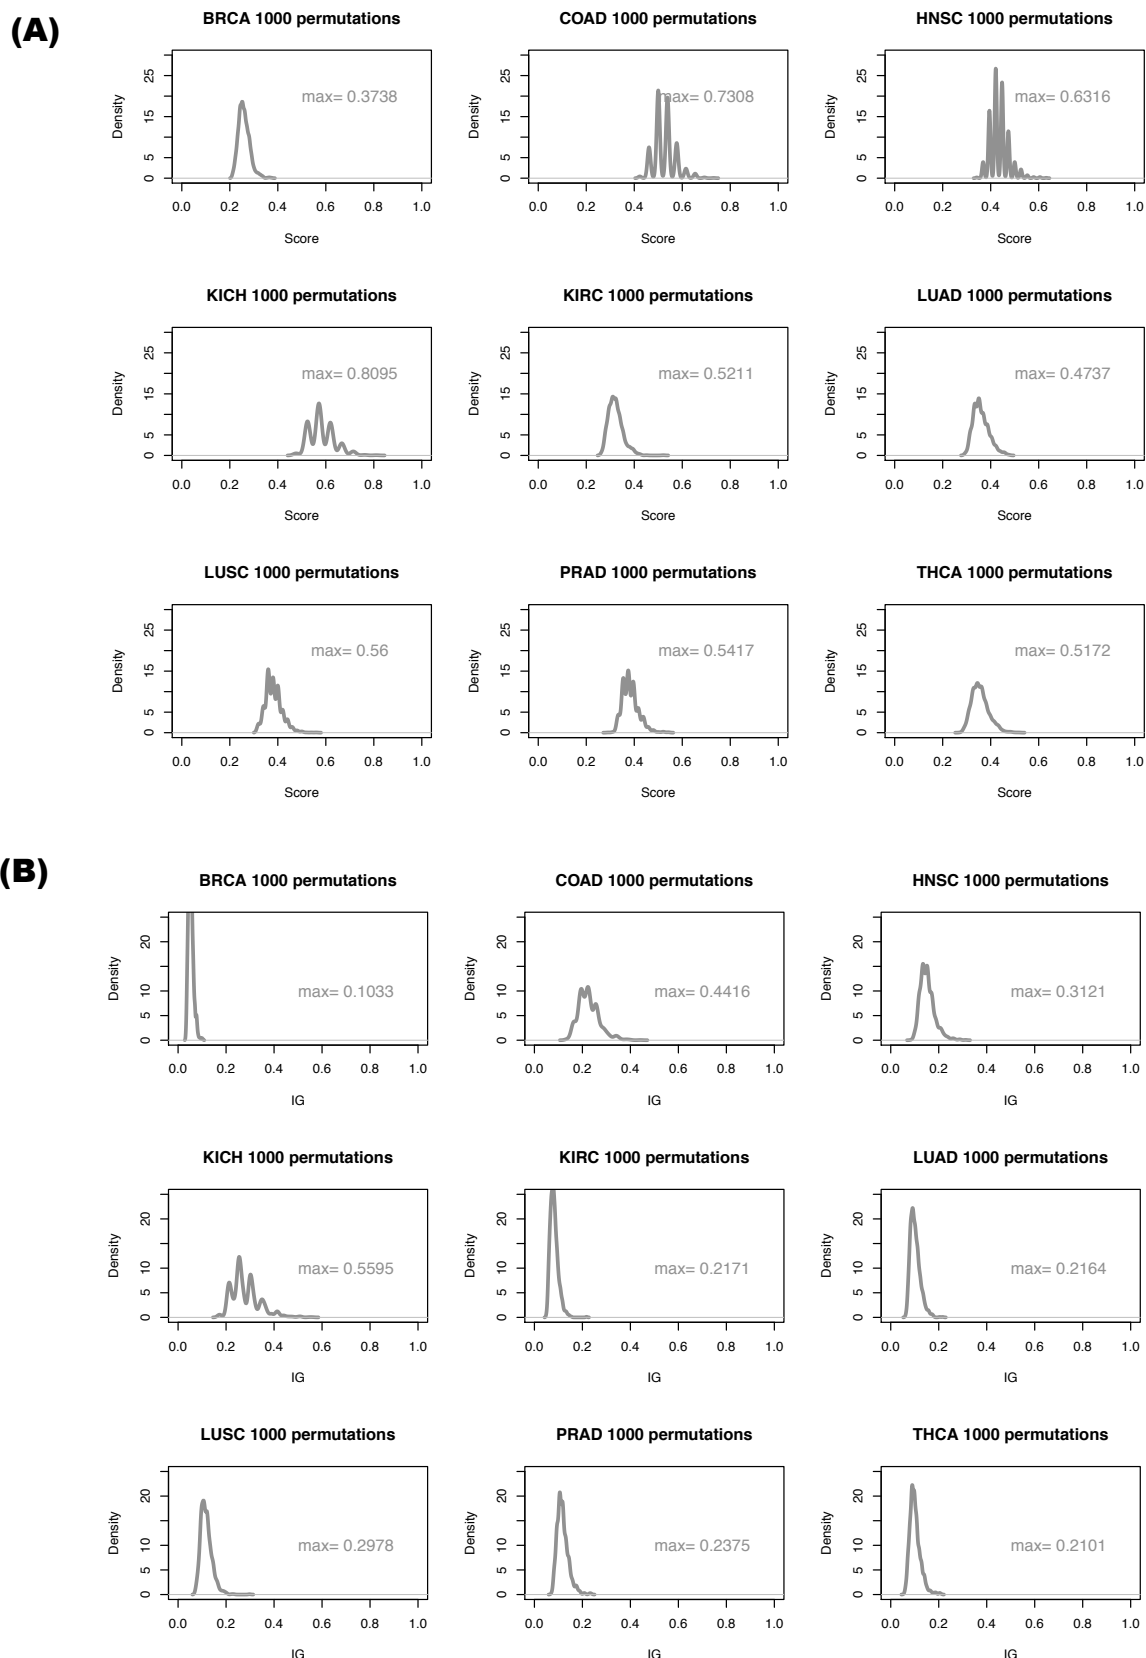 (A)
BRCA 1000 permutations
COAD 1000 permutations
HNSC 1000 permutations
Density
0 5 15 25
max= 0.3738
0.0 0.2 0.4 0.6 0.8 1.0
Score
Density
0 5 15 25
max= 0.7308
0.0 0.2 0.4 0.6 0.8 1.0
Score
Density
0 5 15 25
max= 0.6316
0.0 0.2 0.4 0.6 0.8 1.0
Score
KICH 1000 permutations
KIRC 1000 permutations
LUAD 1000 permutations
Density
0 5 15 25
max= 0.8095
0.0 0.2 0.4 0.6 0.8 1.0
Score
Density
0 5 15 25
max= 0.5211
0.0 0.2 0.4 0.6 0.8 1.0
Score
Density
0 5 15 25
max= 0.4737
0.0 0.2 0.4 0.6 0.8 1.0
Score
LUSC 1000 permutations
PRAD 1000 permutations
THCA 1000 permutations
Density
0 5 15 25
max= 0.56
0.0 0.2 0.4 0.6 0.8 1.0
Score
Density
0 5 15 25
max= 0.5417
0.0 0.2 0.4 0.6 0.8 1.0
Score
Density
0 5 15 25
max= 0.5172
0.0 0.2 0.4 0.6 0.8 1.0
Score
(B)
BRCA 1000 permutations
COAD 1000 permutations
HNSC 1000 permutations
Density
0 5 10 20
max= 0.1033
0.0 0.2 0.4 0.6 0.8 1.0
IG
Density
0 5 10 20
max= 0.4416
0.0 0.2 0.4 0.6 0.8 1.0
IG
Density
0 5 10 20
max= 0.3121
0.0 0.2 0.4 0.6 0.8 1.0
IG
KICH 1000 permutations
KIRC 1000 permutations
LUAD 1000 permutations
Density
0 5 10 20
max= 0.5595
0.0 0.2 0.4 0.6 0.8 1.0
IG
Density
0 5 10 20
max= 0.2171
0.0 0.2 0.4 0.6 0.8 1.0
IG
Density
0 5 10 20
max= 0.2164
0.0 0.2 0.4 0.6 0.8 1.0
IG
LUSC 1000 permutations
PRAD 1000 permutations
THCA 1000 permutations
Density
0 5 10 20
max= 0.2978
0.0 0.2 0.4 0.6 0.8 1.0
IG
Density
0 5 10 20
max= 0.2375
0.0 0.2 0.4 0.6 0.8 1.0
IG
Density
0 5 10 20
max= 0.2101
0.0 0.2 0.4 0.6 0.8 1.0
IG